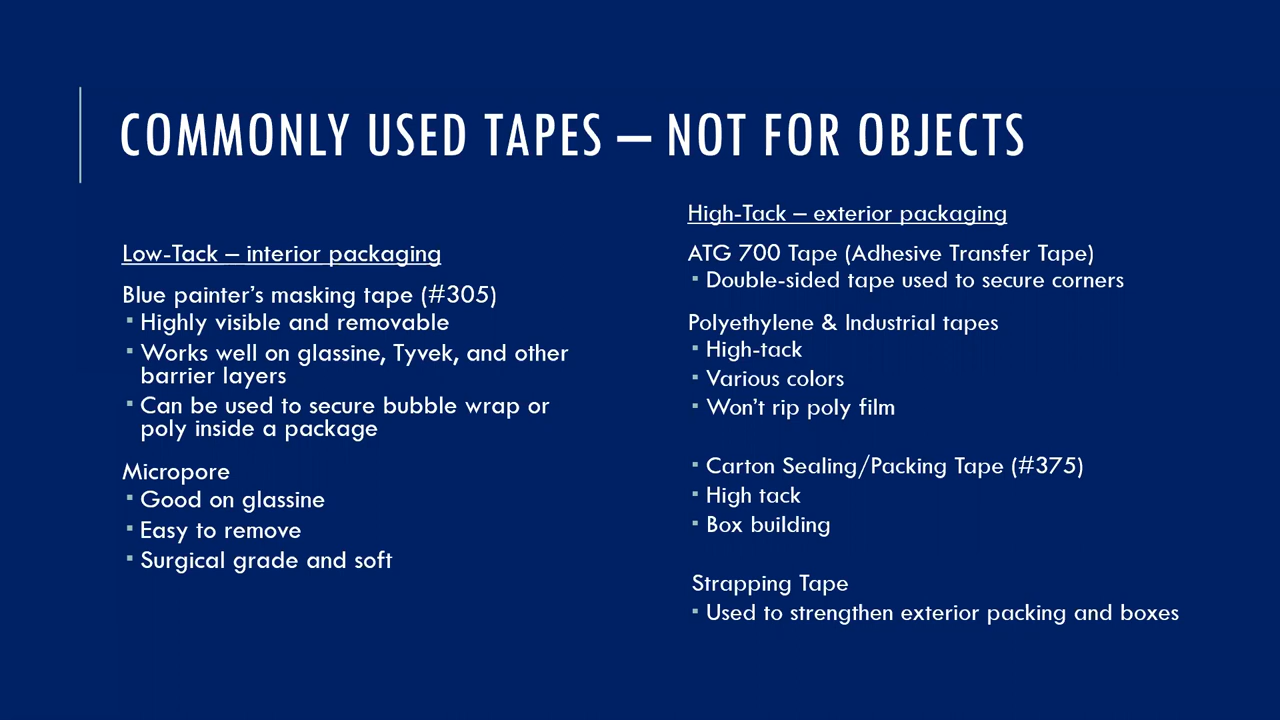 COMMONLY USED TAPES – NOT FOR OBJECTS
Low-Tack – interior packaging
Blue painter's masking tape (#305)
▪ Highly visible and removable
▪ Works well on glassine, Tyvek, and other
barrier layers
▪ Can be used to secure bubble wrap or
poly inside a package
Micropore
▪ Good on glassine
▪ Easy to remove
▪ Surgical grade and soft
High-Tack – exterior packaging
ATG 700 Tape (Adhesive Transfer Tape)
▪ Double-sided tape used to secure corners
Polyethylene & Industrial tapes
▪ High-tack
▪ Various colors
▪ Won't rip poly film
▪ Carton Sealing/Packing Tape (#375)
▪ High tack
▪ Box building
Strapping Tape
▪ Used to strengthen exterior packing and boxes